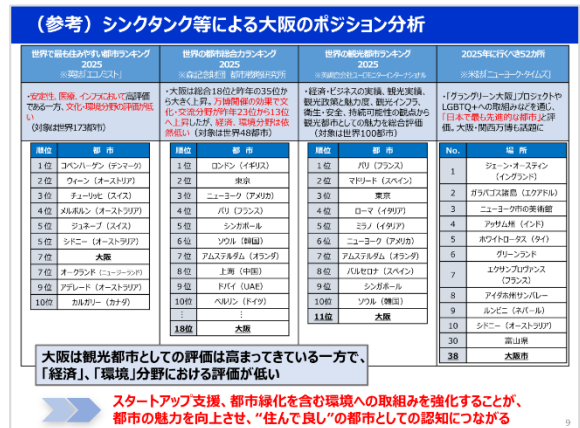 （参考）シンクタンク等による大阪のポジション分析
世界で最も住みやすい都市ランキング
2025
※英誌「エコノミスト」
・安定性、医療、インフラにおいて高評価
である一方、文化・環境分野の評価が低
い
（対象は世界173都市）
順位 都 市
1位 コペンハーゲン（デンマーク）
2位 ウィーン（オーストリア）
3位 チューリッヒ（スイス）
4位 メルボルン（オーストラリア）
5位 ジュネーブ（スイス）
6位 シドニー（オーストラリア）
7位 大阪
7位 オークランド（ニュージーランド）
9位 アデレード（オーストラリア）
10位 カルガリー（カナダ）
世界の都市総合力ランキング
2025
※森記念財団 都市戦略研究所
・大阪は総合18位と昨年の35位から
大きく上昇。万博開催の効果で文
化・交流分野が昨年23位から13位
へ上昇したが、経済、環境分野は依
然低い（対象は世界48都市）
順位 都 市
1位 ロンドン（イギリス）
2位 東京
3位 ニューヨーク（アメリカ）
4位 パリ（フランス）
5位 シンガポール
6位 ソウル（韓国）
7位 アムステルダム（オランダ）
8位 上海（中国）
9位 ドバイ（UAE）
10位 ベルリン（ドイツ）
⋮ ⋮
18位 大阪
世界の観光都市ランキング
2025
※英調査会社ユーロモニターインターナショナル
・経済・ビジネスの実績、観光実績、
観光政策と魅力度、観光インフラ、
衛生・安全、持続可能性の観点から
観光都市としての魅力を総合評価
（対象は世界100都市）
順位 都 市
1位 パリ（フランス）
2位 マドリード（スペイン）
3位 東京
4位 ローマ（イタリア）
5位 ミラノ（イタリア）
6位 ニューヨーク（アメリカ）
7位 アムステルダム（オランダ）
8位 バルセロナ（スペイン）
9位 シンガポール
10位 ソウル（韓国）
11位 大阪
2025年に行くべき52カ所
※米紙「ニューヨーク・タイムズ」
・「グラングリーン大阪」プロジェクトや
LGBTQ+への取組みなどを通じ、
「日本で最も先進的な都市」と評
価。大阪・関西万博も話題に
No. 場 所
1 ジェーン・オースティン
（イングランド）
2 ガラパゴス諸島（エクアドル）
3 ニューヨーク市の美術館
4 アッサム州（インド）
5 ホワイトロータス（タイ）
6 グリーンランド
7 エクサンプロヴァンス
（フランス）
8 アイダホ州サンバレー
9 ルンビニ（ネパール）
10 シドニー（オーストラリア）
30 富山県
38 大阪市
大阪は観光都市としての評価は高まってきている一方で、
「経済」、「環境」分野における評価が低い
スタートアップ支援、都市緑化を含む環境への取組みを強化することが、
都市の魅力を向上させ、“住んで良し”の都市としての認知につながる
9